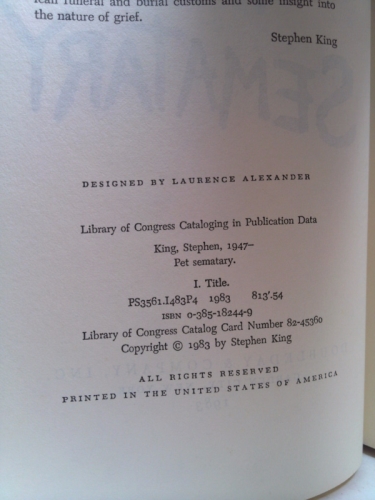 ican funeral and burial customs and some insight into
the nature of grief.
Stephen King
SEMATARY
DESIGNED BY LAURENCE ALEXANDER
Library of Congress Cataloging in Publication Data
King, Stephen, 1947–
Pet sematary.
I. Title.
PS3561.I483P4 1983 813'.54
ISBN 0-385-18244-9
Library of Congress Catalog Card Number 82-45360
Copyright © 1983 by Stephen King
ALL RIGHTS RESERVED
PRINTED IN THE UNITED STATES OF AMERICA